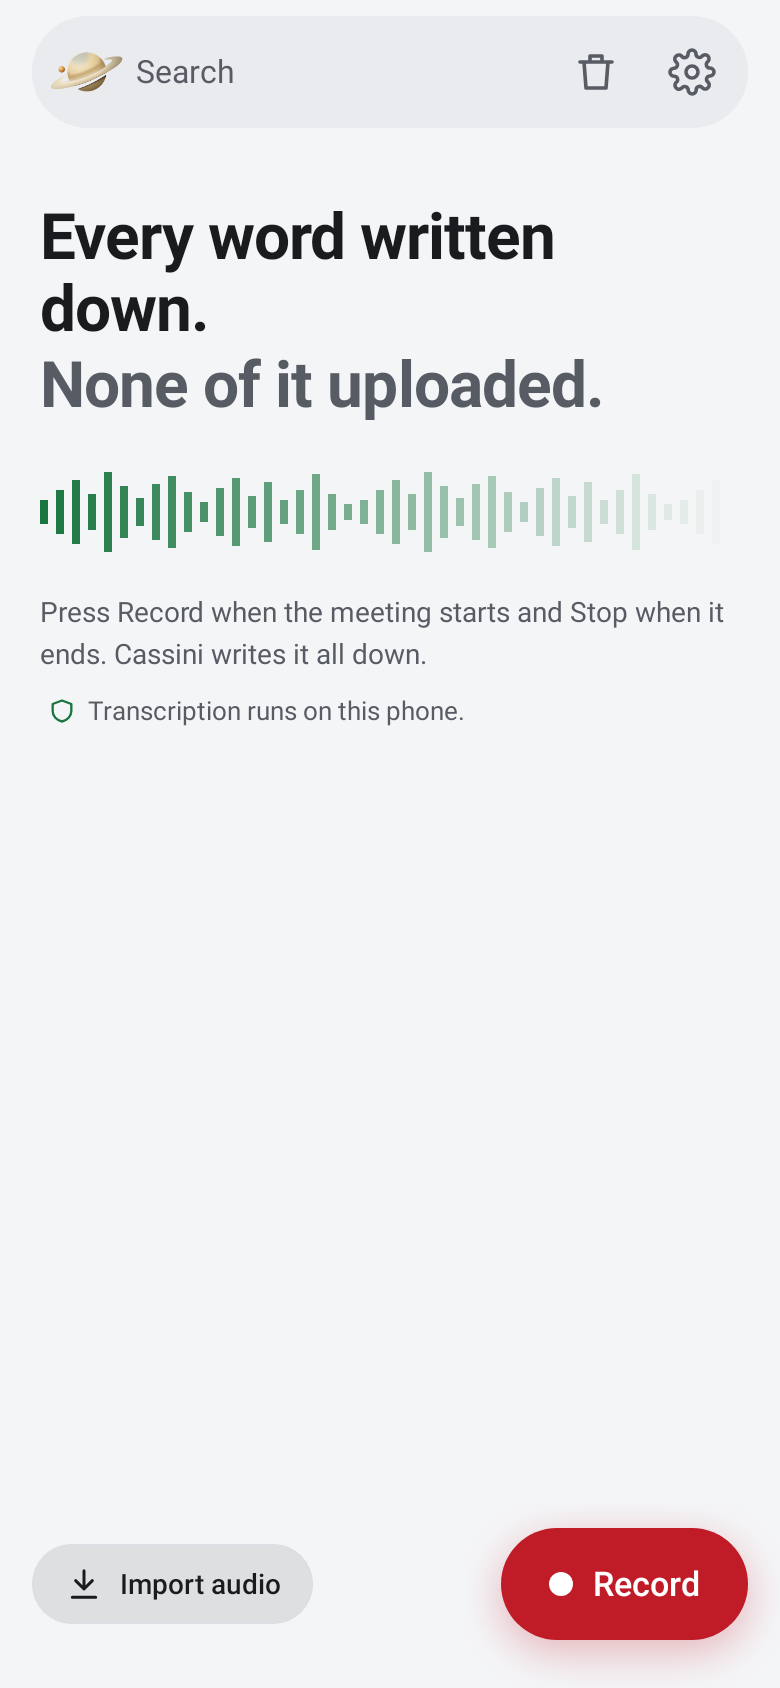 Search
Every word written
down.
None of it uploaded.
Press Record when the meeting starts and Stop when it
ends. Cassini writes it all down.
Transcription runs on this phone.
Import audio
Record